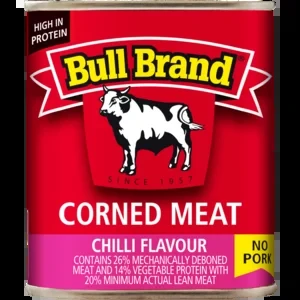 HIGH IN
PROTEIN
Bull Brand
SINCE 1957
CORNED MEAT
CHILLI FLAVOUR
CONTAINS 26% MECHANICALLY DEBONED
MEAT AND 14% VEGETABLE PROTEIN WITH
20% MINIMUM ACTUAL LEAN MEAT
NO
PORK